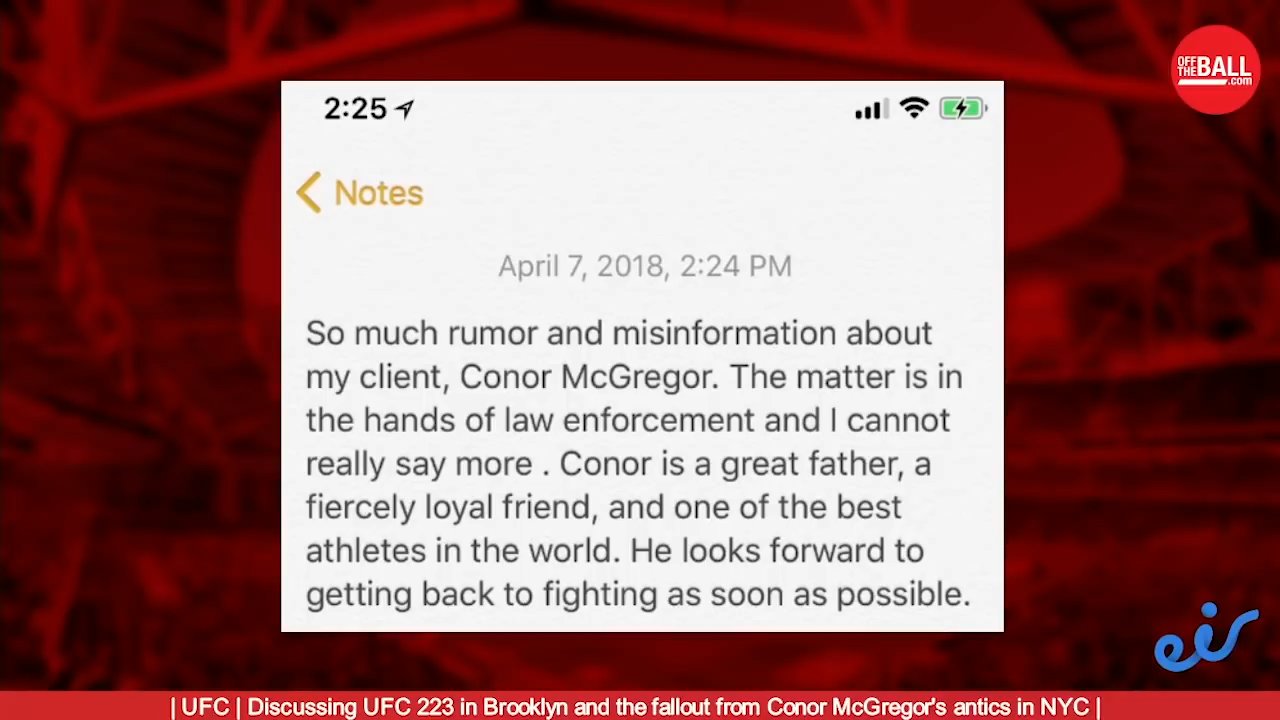 OFF
THE BALL
.com
2:25
Notes
April 7, 2018, 2:24 PM
So much rumor and misinformation about
my client, Conor McGregor. The matter is in
the hands of law enforcement and I cannot
really say more . Conor is a great father, a
fiercely loyal friend, and one of the best
athletes in the world. He looks forward to
getting back to fighting as soon as possible.
eir
| UFC | Discussing UFC 223 in Brooklyn and the fallout from Conor McGregor's antics in NYC |